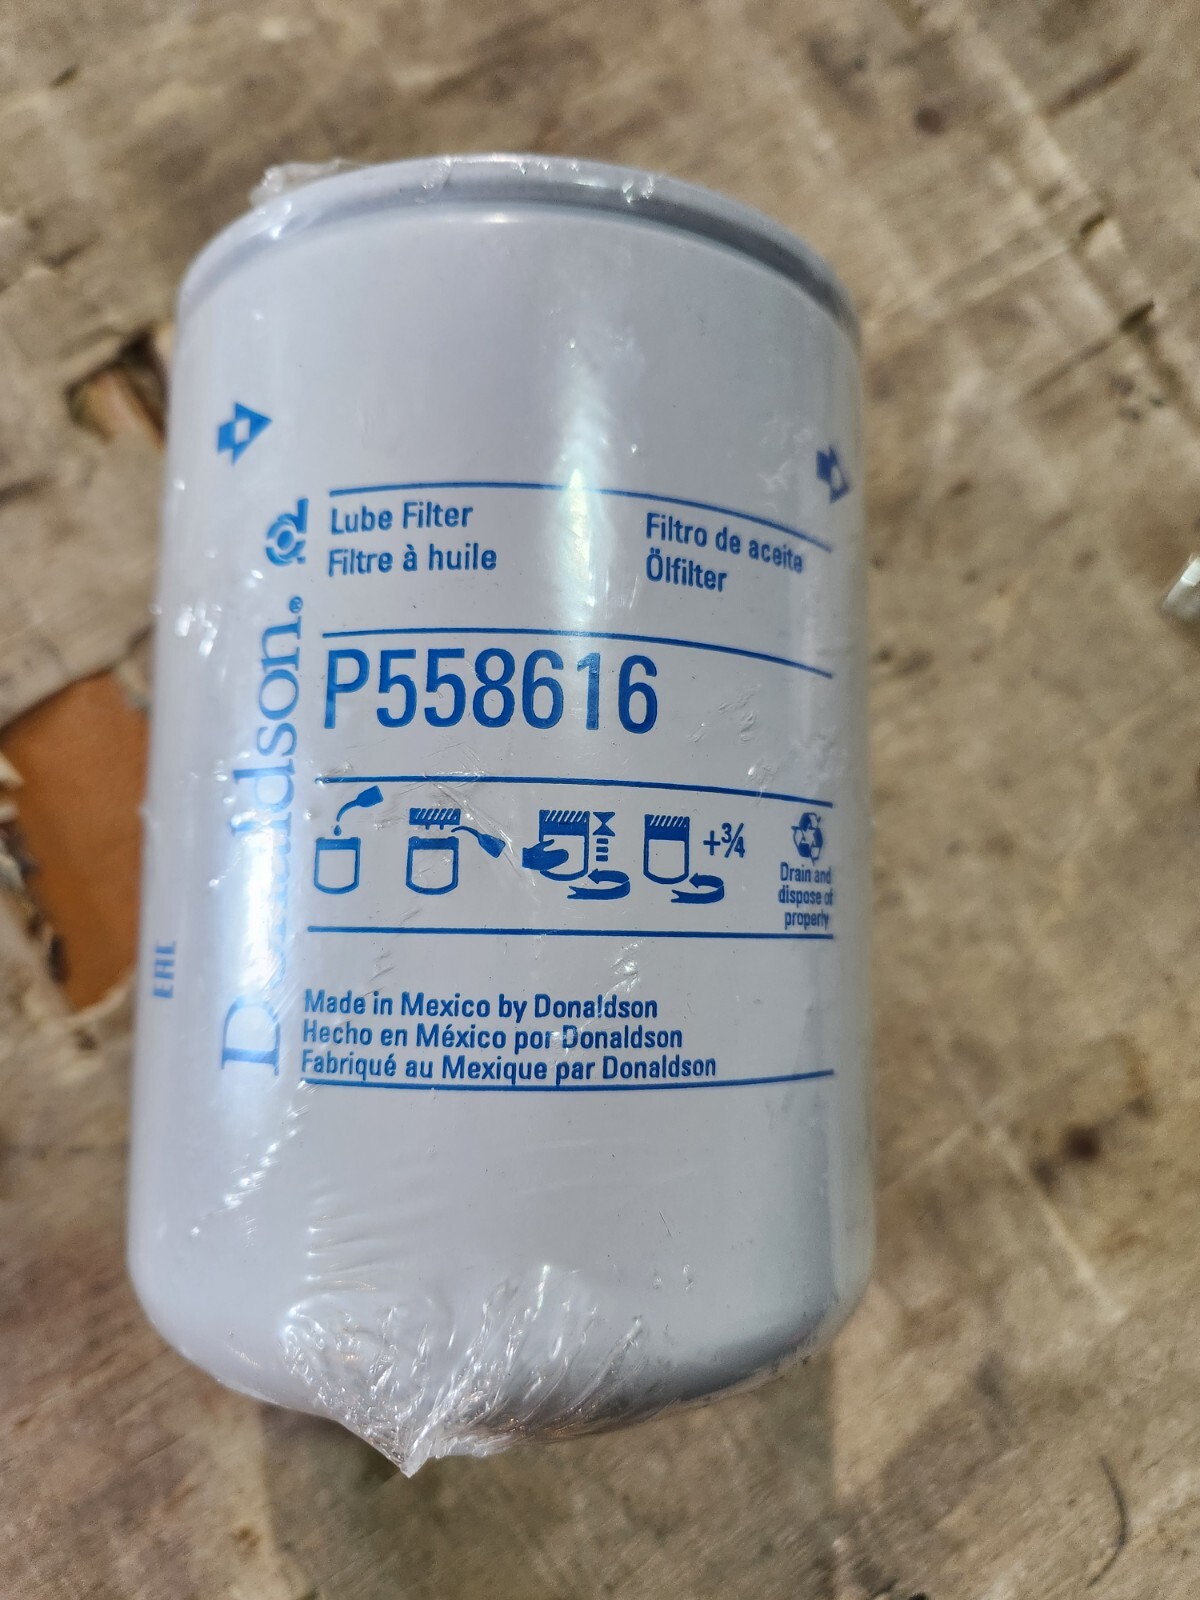 Lube Filter
Filtre à huile
Filtro de aceite
Ölfilter
Donaldson®
P558616
+¾
Drain and
dispose of
properly
EAC
Made in Mexico by Donaldson
Hecho en México por Donaldson
Fabriqué au Mexique par Donaldson